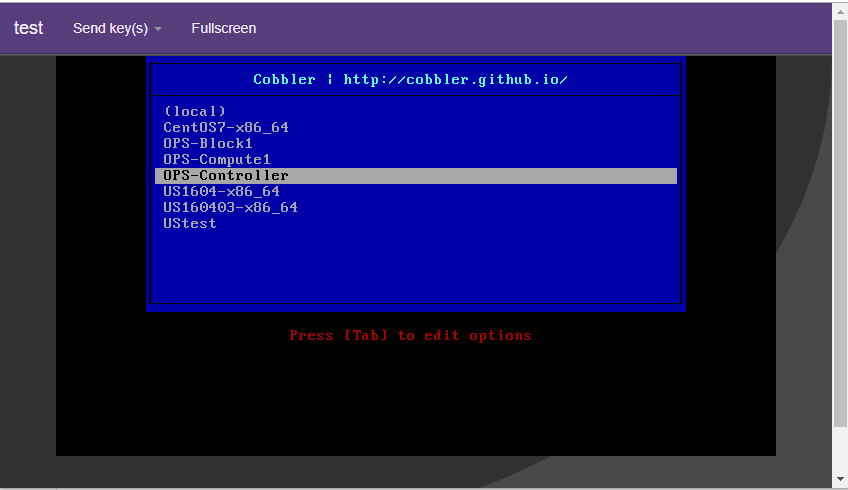 test Send key(s) Fullscreen
Cobbler | http://cobbler.github.io/
(local)
CentOS7-x86_64
OPS-Block1
OPS-Compute1
OPS-Controller
US1604-x86_64
US160403-x86_64
UStest
Press [Tab] to edit options